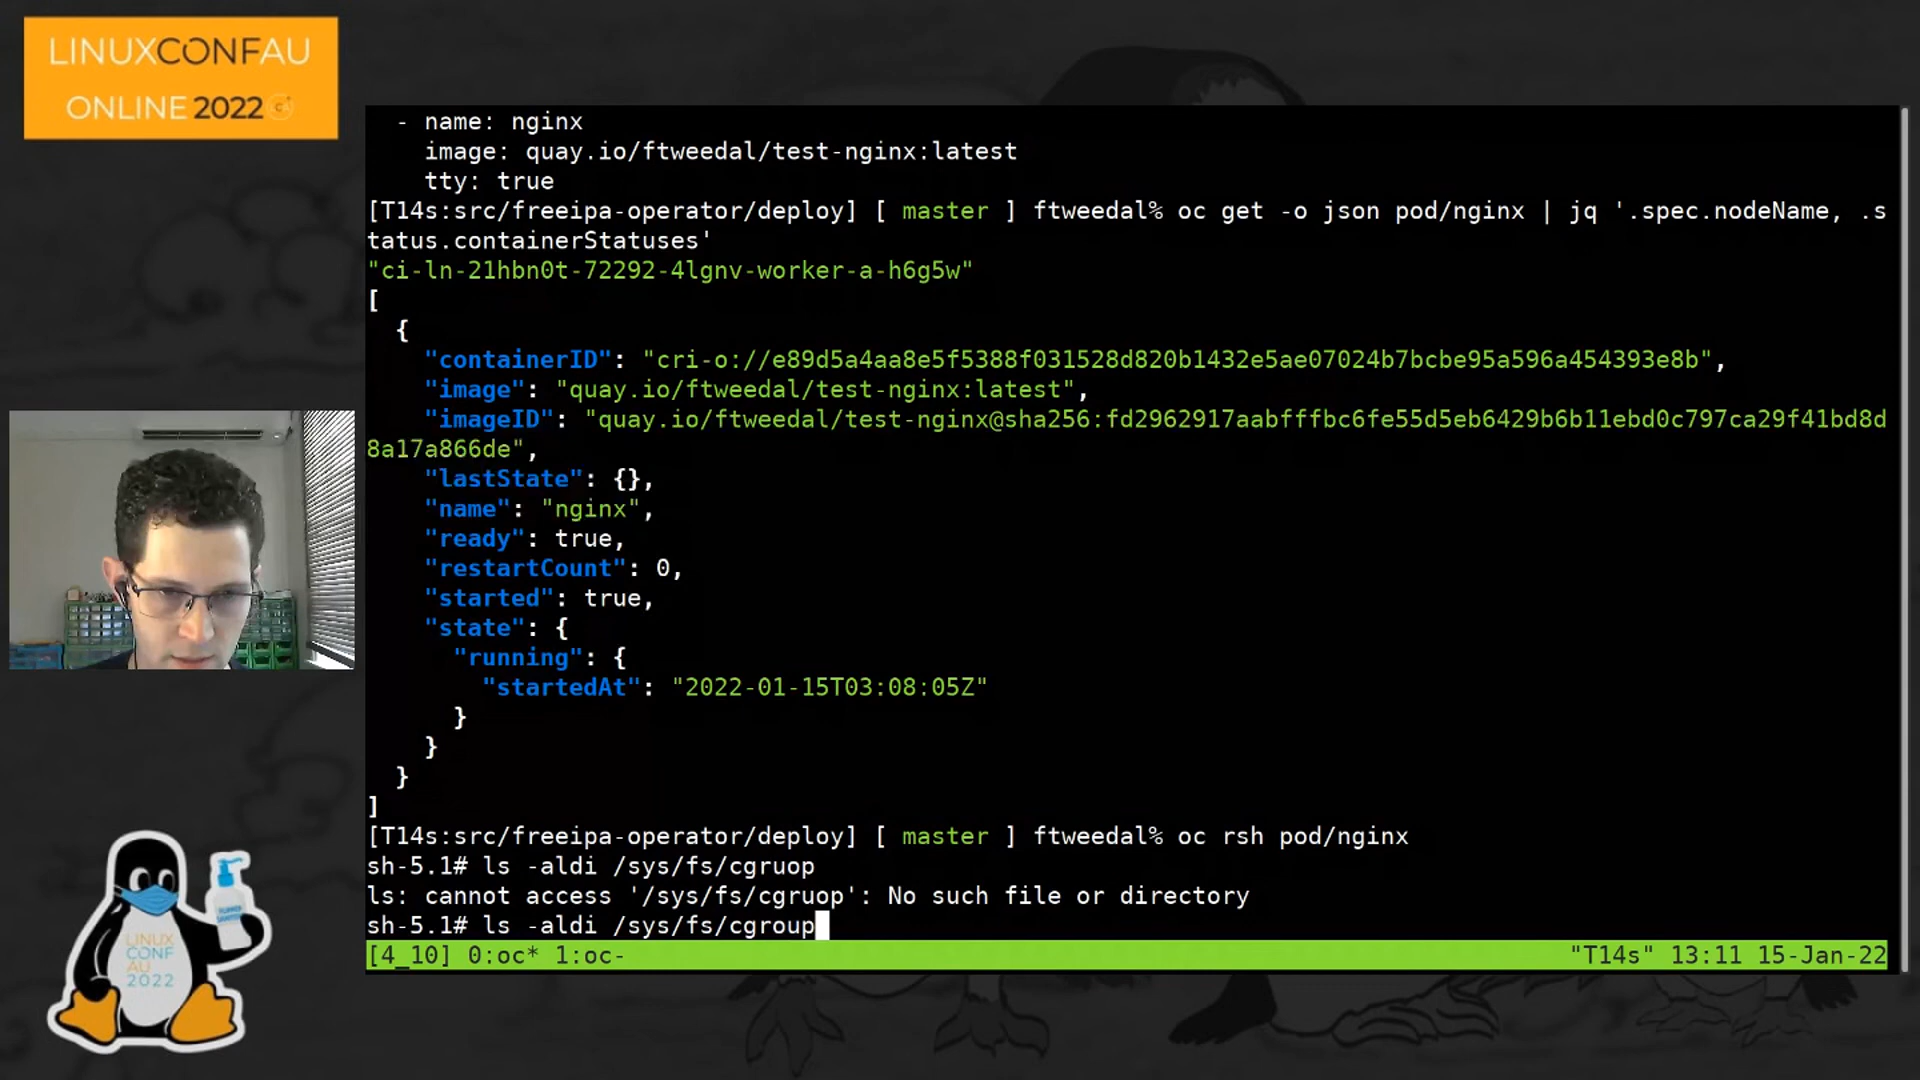 LINUXCONFAU
ONLINE 2022
- name: nginx
image: quay.io/ftweedal/test-nginx:latest
tty: true
[T14s:src/freeipa-operator/deploy] [ master ] ftweedal% oc get -o json pod/nginx | jq '.spec.nodeName, .s
tatus.containerStatuses'
"ci-ln-21hbn0t-72292-4lgnv-worker-a-h6g5w"
[
{
"containerID": "cri-o://e89d5a4aa8e5f5388f031528d820b1432e5ae07024b7bcbe95a596a454393e8b",
"image": "quay.io/ftweedal/test-nginx:latest",
"imageID": "quay.io/ftweedal/test-nginx@sha256:fd2962917aabfffbc6fe55d5eb6429b6b11ebd0c797ca29f41bd8d
8a17a866de",
"lastState": {},
"name": "nginx",
"ready": true,
"restartCount": 0,
"started": true,
"state": {
"running": {
"startedAt": "2022-01-15T03:08:05Z"
}
}
}
]
[T14s:src/freeipa-operator/deploy] [ master ] ftweedal% oc rsh pod/nginx
sh-5.1# ls -aldi /sys/fs/cgruop
ls: cannot access '/sys/fs/cgruop': No such file or directory
sh-5.1# ls -aldi /sys/fs/cgroup
[4_10] 0:oc* 1:oc- "T14s" 13:11 15-Jan-22
LINUX
CONF
AU
2022